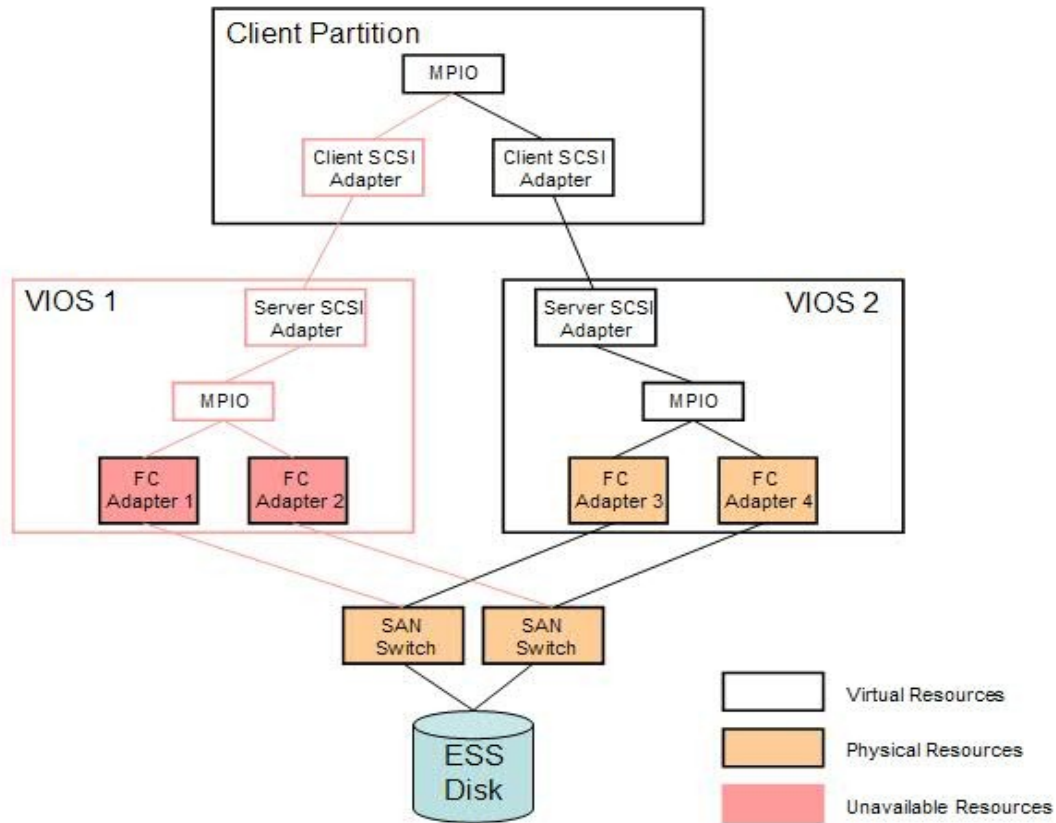 Client Partition
MPIO
Client SCSI
Adapter
Client SCSI
Adapter
VIOS 1
Server SCSI
Adapter
MPIO
FC
Adapter 1
FC
Adapter 2
Server SCSI
Adapter
VIOS 2
MPIO
FC
Adapter 3
FC
Adapter 4
SAN
Switch
SAN
Switch
ESS
Disk
Virtual Resources
Physical Resources
Unavailable Resources